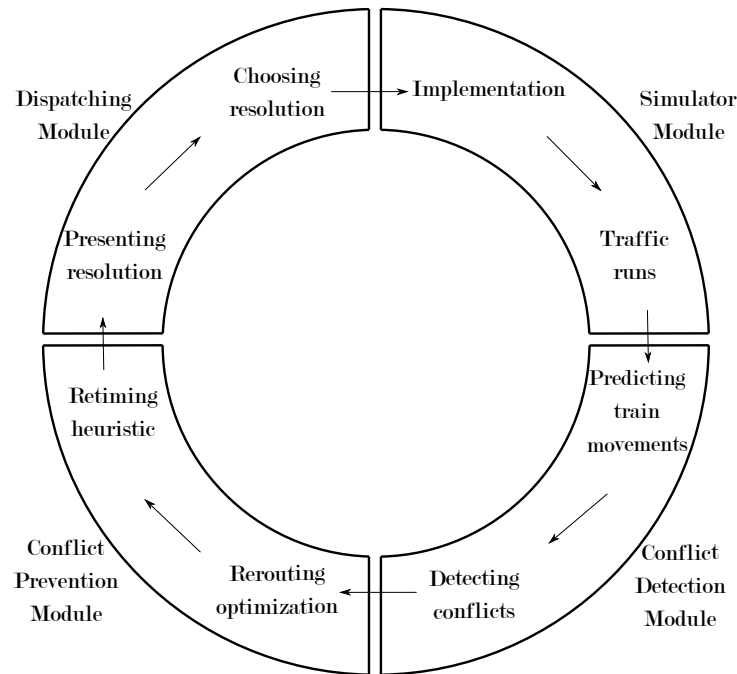 Choosing
resolution
Implementation
Dispatching
Module
Simulator
Module
Presenting
resolution
Traffic
runs
Retiming
heuristic
Predicting
train
movements
Conflict
Prevention
Module
Rerouting
optimization
Detecting
conflicts
Conflict
Detection
Module